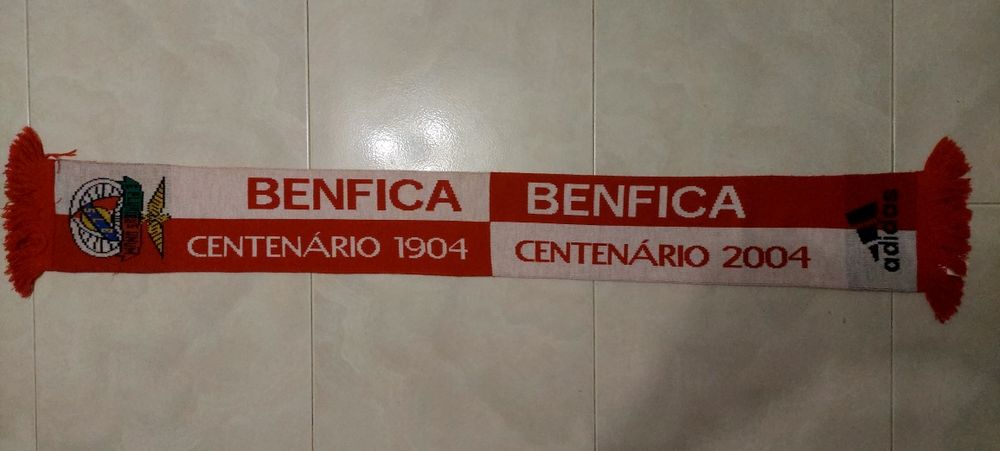 BENFICA
CENTENÁRIO 1904
BENFICA
CENTENÁRIO 2004
adidas